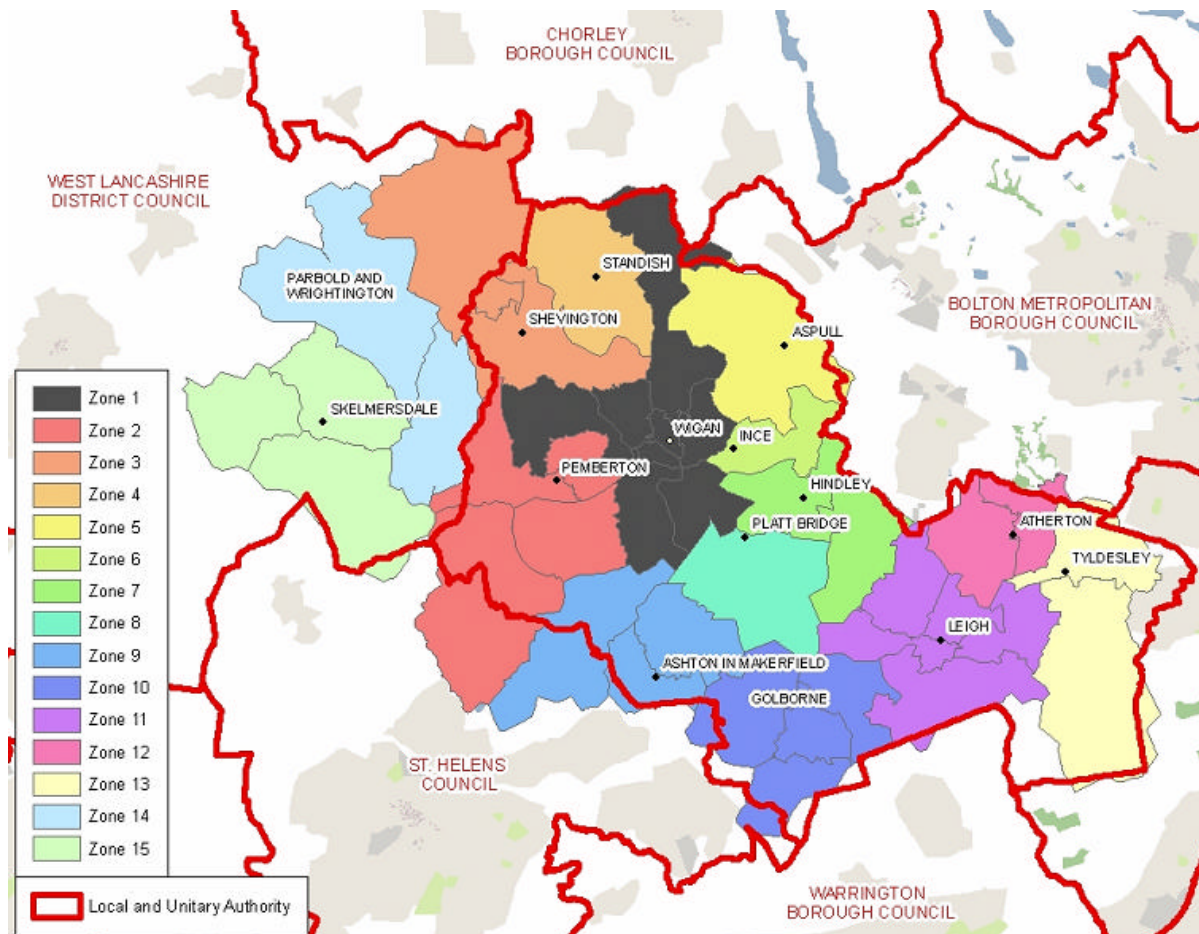 CHORLEY
BOROUGH COUNCIL
WEST LANCASHIRE
DISTRICT COUNCIL
STANDISH
PARBOLD AND
WRIGHTINGTON
SHEVINGTON
BOLTON METROPOLITAN
BOROUGH COUNCIL
ASPULL
SKELMERSDALE
WIGAN
INCE
PEMBERTON
HINDLEY
PLATT BRIDGE
ATHERTON
TYLDESLEY
LEIGH
ASHTON IN MAKERFIELD
GOLBORNE
ST. HELENS
COUNCIL
WARRINGTON
BOROUGH COUNCIL
Zone 1
Zone 2
Zone 3
Zone 4
Zone 5
Zone 6
Zone 7
Zone 8
Zone 9
Zone 10
Zone 11
Zone 12
Zone 13
Zone 14
Zone 15
Local and Unitary Authority